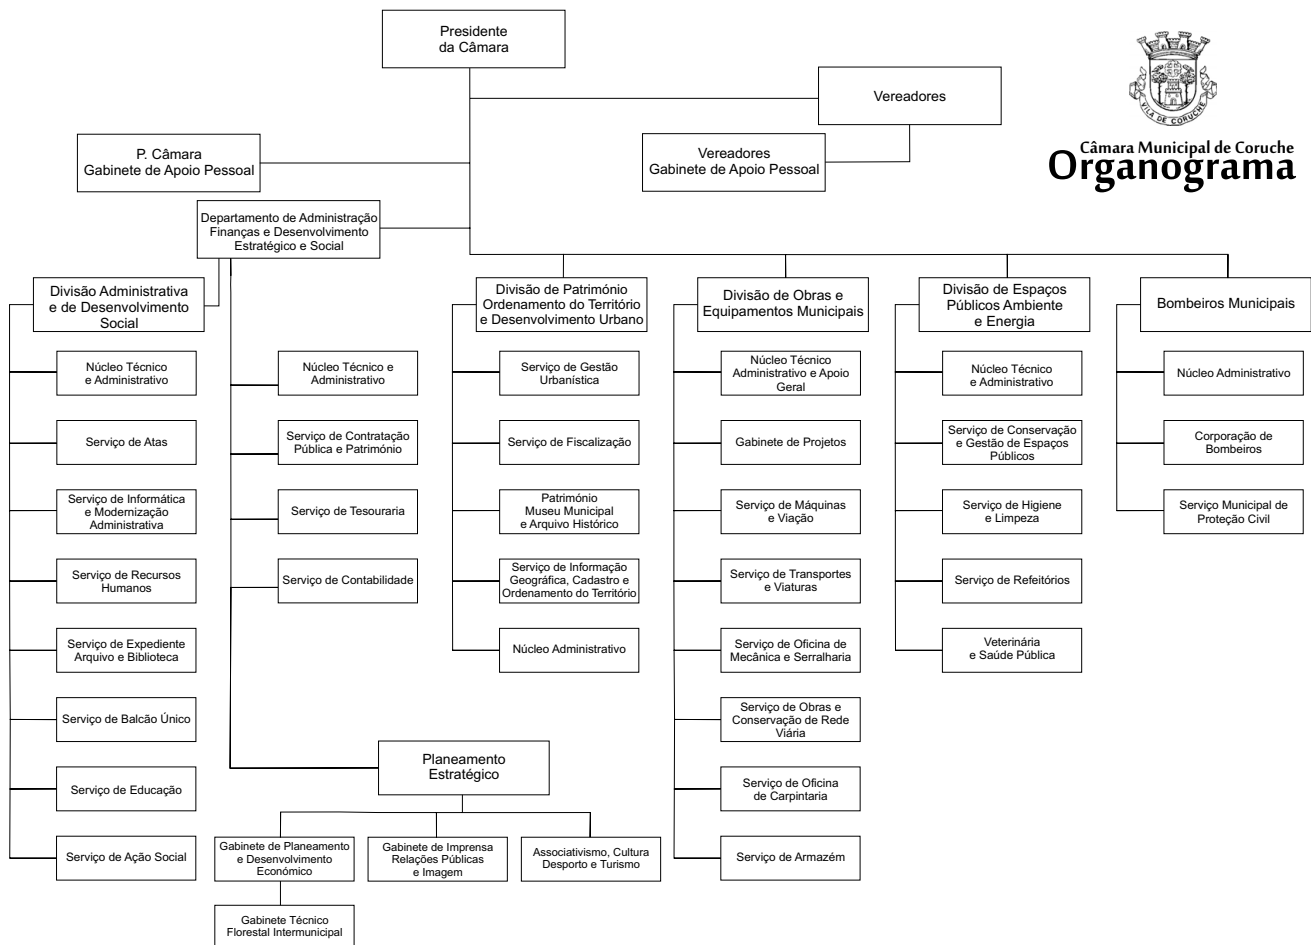 Presidente
da Câmara
Vereadores
VILA DE CORUCHE
Câmara Municipal de Coruche
Organograma
P. Câmara
Gabinete de Apoio Pessoal
Vereadores
Gabinete de Apoio Pessoal
Departamento de Administração
Finanças e Desenvolvimento
Estratégico e Social
Divisão Administrativa
e de Desenvolvimento
Social
Núcleo Técnico
e Administrativo
Serviço de Atas
Serviço de Informática
e Modernização
Administrativa
Serviço de Recursos
Humanos
Serviço de Expediente
Arquivo e Biblioteca
Serviço de Balcão Único
Serviço de Educação
Serviço de Ação Social
Núcleo Técnico e
Administrativo
Serviço de Contratação
Pública e Património
Serviço de Tesouraria
Serviço de Contabilidade
Planeamento
Estratégico
Gabinete de Planeamento
e Desenvolvimento
Económico
Gabinete Técnico
Florestal Intermunicipal
Gabinete de Imprensa
Relações Públicas
e Imagem
Associativismo, Cultura
Desporto e Turismo
Divisão de Património
Ordenamento do Território
e Desenvolvimento Urbano
Serviço de Gestão
Urbanística
Serviço de Fiscalização
Património
Museu Municipal
e Arquivo Histórico
Serviço de Informação
Geográfica, Cadastro e
Ordenamento do Território
Núcleo Administrativo
Divisão de Obras e
Equipamentos Municipais
Núcleo Técnico
Administrativo e Apoio
Geral
Gabinete de Projetos
Serviço de Máquinas
e Viação
Serviço de Transportes
e Viaturas
Serviço de Oficina de
Mecânica e Serralharia
Serviço de Obras e
Conservação de Rede
Viária
Serviço de Oficina
de Carpintaria
Serviço de Armazém
Divisão de Espaços
Públicos Ambiente
e Energia
Núcleo Técnico
e Administrativo
Serviço de Conservação
e Gestão de Espaços
Públicos
Serviço de Higiene
e Limpeza
Serviço de Refeitórios
Veterinária
e Saúde Pública
Bombeiros Municipais
Núcleo Administrativo
Corporação de
Bombeiros
Serviço Municipal de
Proteção Civil